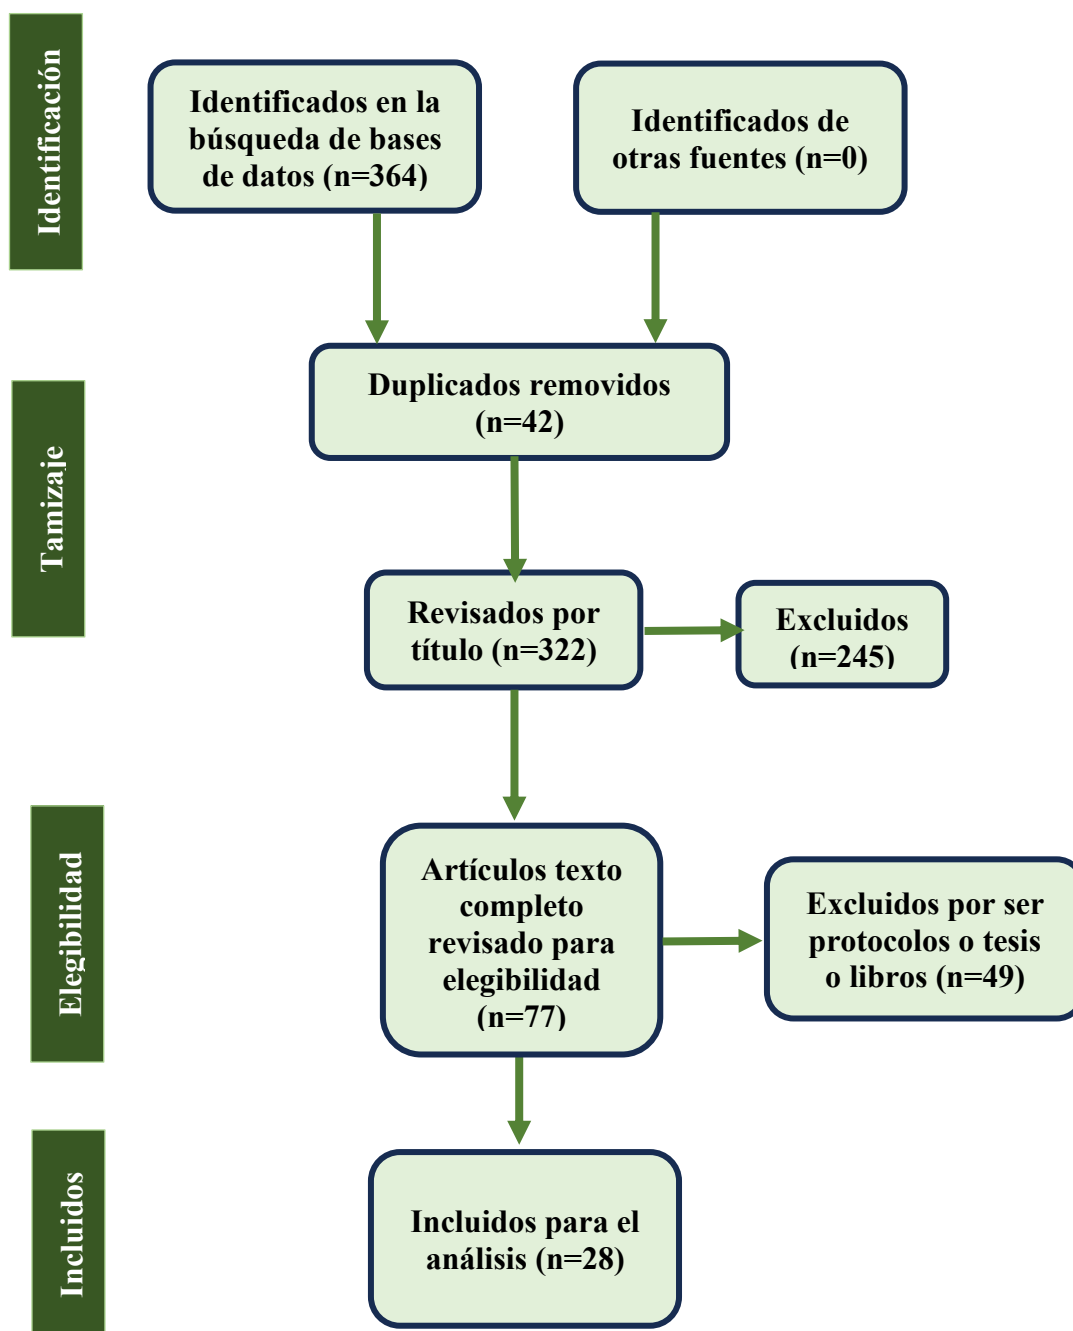 Identificación
Identificados en la
búsqueda de bases
de datos (n=364)
Identificados de
otras fuentes (n=0)
Tamizaje
Duplicados removidos
(n=42)
Revisados por
título (n=322)
Excluidos
(n=245)
Elegibilidad
Artículos texto
completo
revisado para
elegibilidad
(n=77)
Excluidos por ser
protocolos o tesis
o libros (n=49)
Incluidos
Incluidos para el
análisis (n=28)